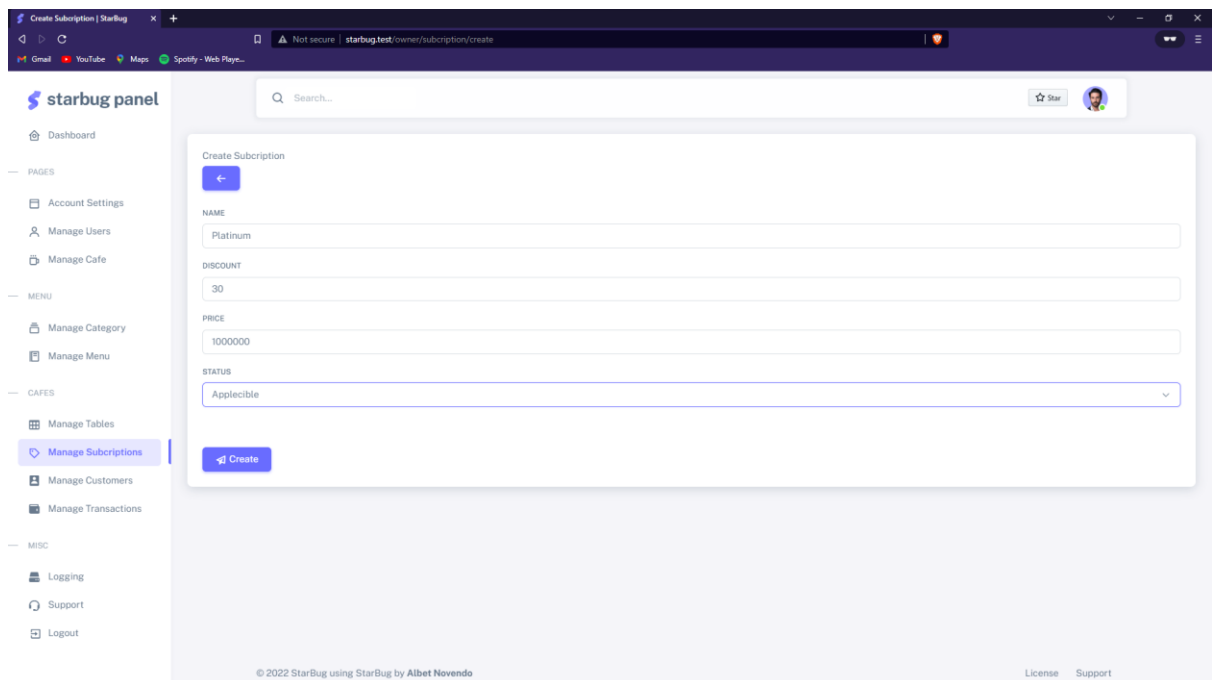 Create Subcription | StarBug
Not secure | starbug.test/owner/subcription/create
Gmail YouTube Maps Spotify - Web Playe...
starbug panel
Search...
Star
Dashboard
PAGES
Account Settings
Manage Users
Manage Cafe
MENU
Manage Category
Manage Menu
CAFES
Manage Tables
Manage Subcriptions
Manage Customers
Manage Transactions
MISC
Logging
Support
Logout
Create Subcription
NAME
Platinum
DISCOUNT
30
PRICE
1000000
STATUS
Applecible
Create
© 2022 StarBug using StarBug by Albet Novendo
License Support